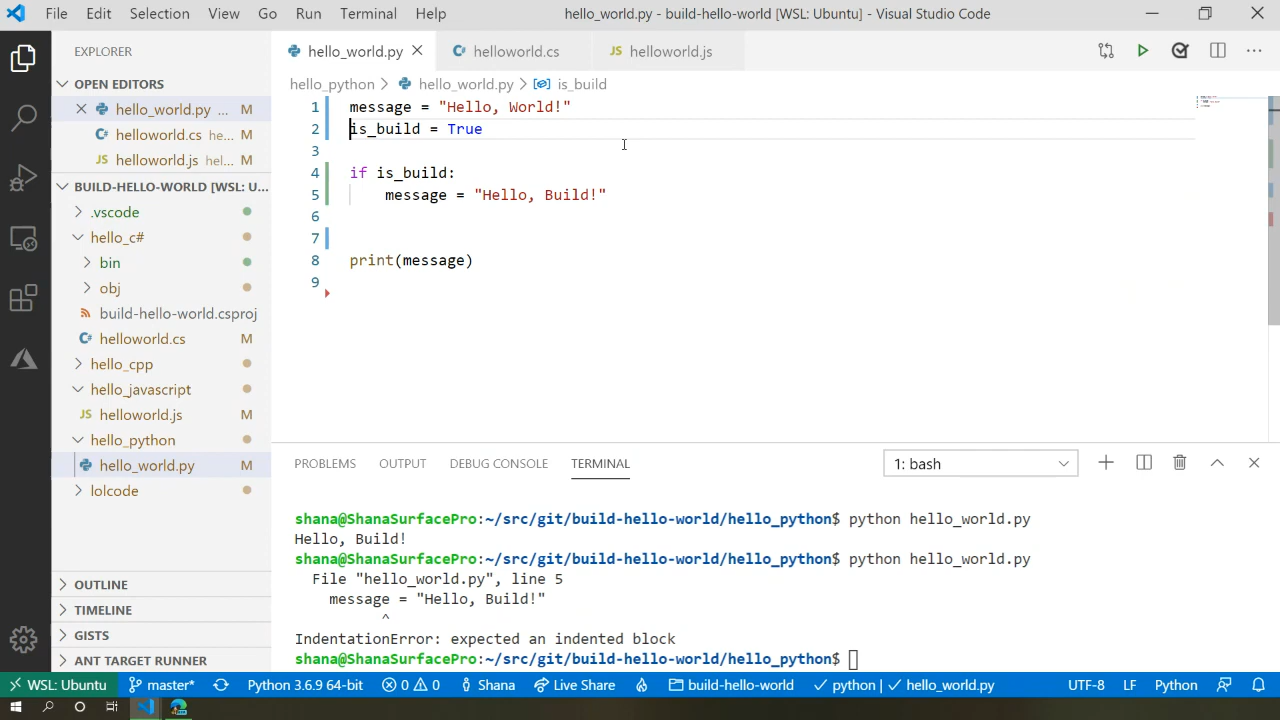 File Edit Selection View Go Run Terminal Help hello_world.py - build-hello-world [WSL: Ubuntu] - Visual Studio Code
EXPLORER
OPEN EDITORS
hello_world.py ... M
helloworld.cs he... M
JS helloworld.js hel... M
BUILD-HELLO-WORLD [WSL: U...
.vscode
hello_c#
bin
obj
build-hello-world.csproj
helloworld.cs M
hello_cpp
hello_javascript
JS helloworld.js M
hello_python
hello_world.py M
lolcode
OUTLINE
TIMELINE
GISTS
ANT TARGET RUNNER
hello_world.py helloworld.cs JS helloworld.js
hello_python > hello_world.py > is_build
1 message = "Hello, World!"
2 is_build = True
3
4 if is_build:
5 message = "Hello, Build!"
6
7
8 print(message)
9
PROBLEMS OUTPUT DEBUG CONSOLE TERMINAL 1: bash
shana@ShanaSurfacePro:~/src/git/build-hello-world/hello_python$ python hello_world.py
Hello, Build!
shana@ShanaSurfacePro:~/src/git/build-hello-world/hello_python$ python hello_world.py
File "hello_world.py", line 5
message = "Hello, Build!"
^
IndentationError: expected an indented block
shana@ShanaSurfacePro:~/src/git/build-hello-world/hello_python$
WSL: Ubuntu master* Python 3.6.9 64-bit 0 0 Shana Live Share build-hello-world python | hello_world.py UTF-8 LF Python